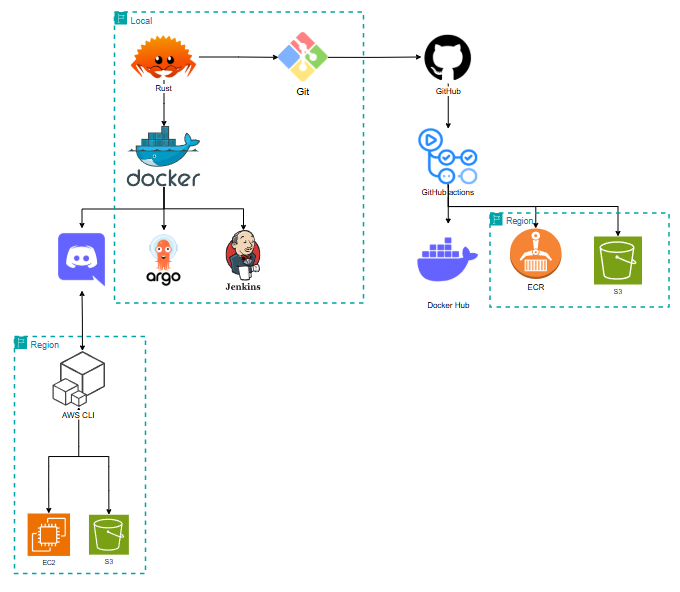 Local
Rust
Git
GitHub
docker
GitHub actions
argo
Jenkins
Region
ECR
S3
Docker Hub
Region
AWS CLI
EC2
S3